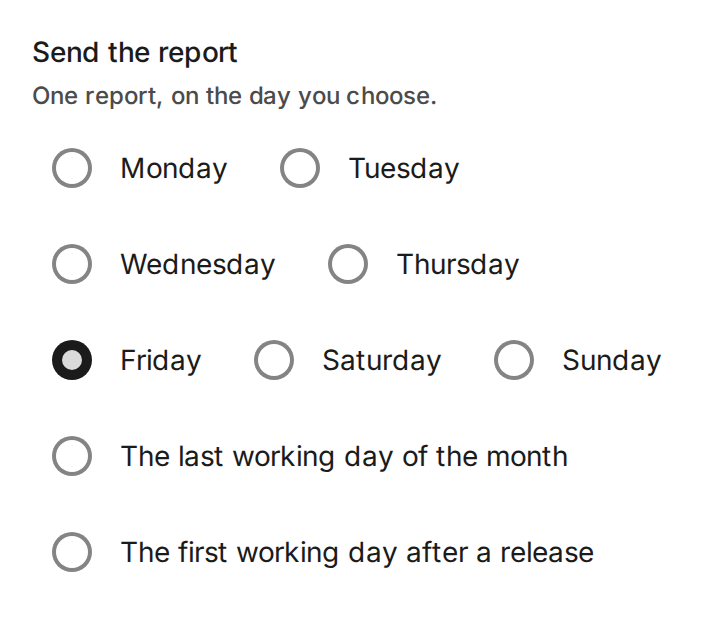 Send the report
One report, on the day you choose.
Monday Tuesday
Wednesday Thursday
Friday Saturday Sunday
The last working day of the month
The first working day after a release